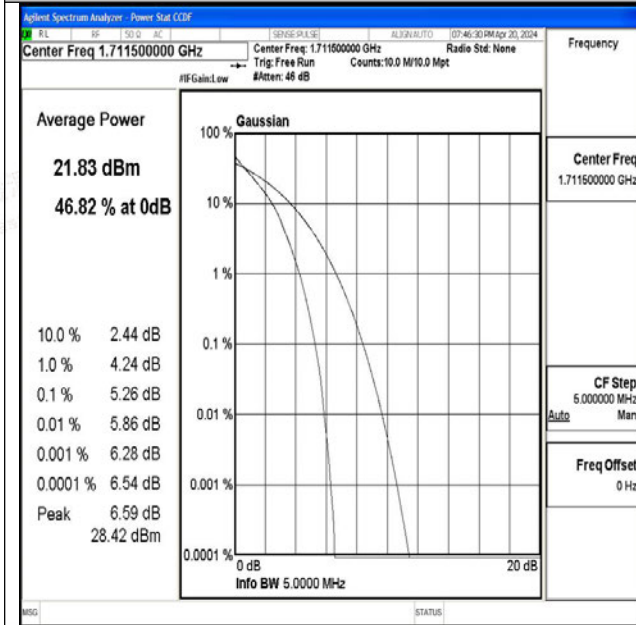 Agilent Spectrum Analyzer - Power Stat CCDF
RL RF 50 Ω AC SENSE:PULSE ALIGN AUTO 07:46:30 PM Apr 20, 2024
Center Freq 1.711500000 GHz
Center Freq: 1.711500000 GHz Radio Std: None
Trig: Free Run Counts:10.0 M/10.0 Mpt
#IFGain:Low #Atten: 46 dB
Frequency
Average Power
21.83 dBm
46.82 % at 0dB
10.0 % 2.44 dB
1.0 % 4.24 dB
0.1 % 5.26 dB
0.01 % 5.86 dB
0.001 % 6.28 dB
0.0001 % 6.54 dB
Peak 6.59 dB
28.42 dBm
Gaussian
100 %
10 %
1 %
0.1 %
0.01 %
0.001 %
0.0001 %
0 dB 20 dB
Info BW 5.0000 MHz
Center Freq
1.711500000 GHz
CF Step
5.000000 MHz
Auto Man
Freq Offset
0 Hz
MSG STATUS